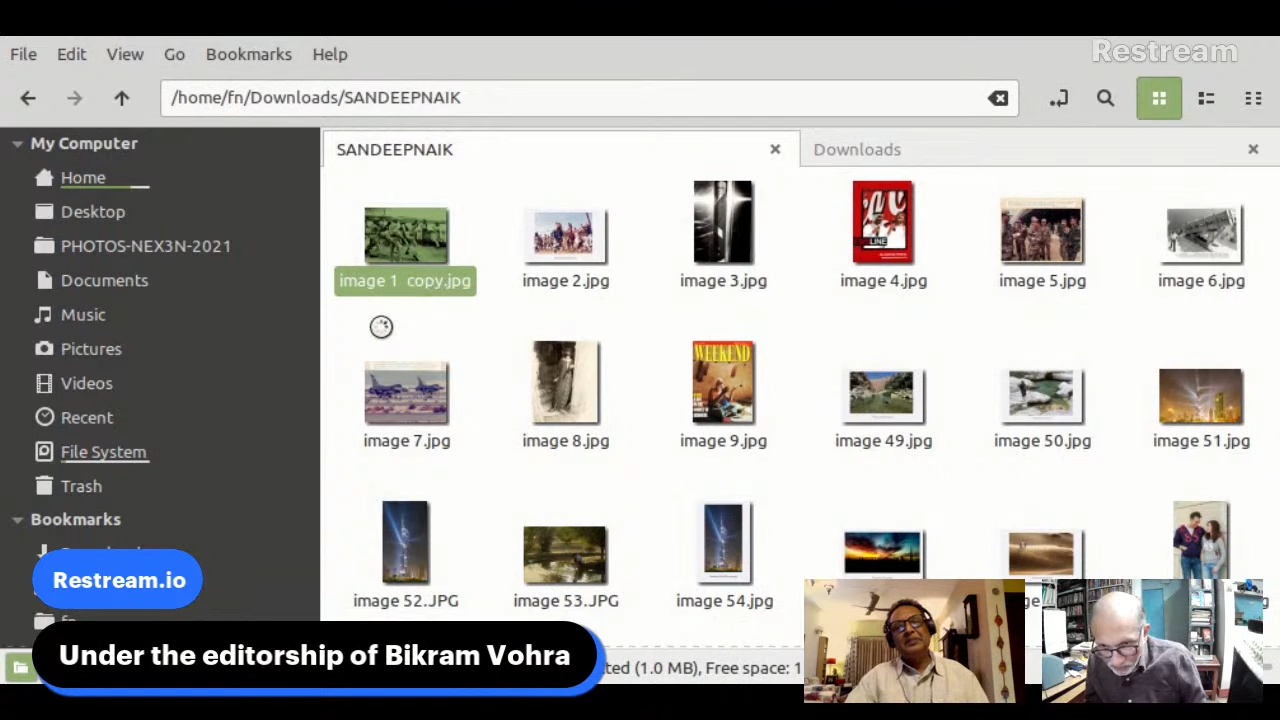 File Edit View Go Bookmarks Help
Restream
/home/fn/Downloads/SANDEEPNAIK
My Computer
SANDEEPNAIK
Downloads
Home
Desktop
PHOTOS-NEX3N-2021
Documents
Music
Pictures
Videos
Recent
File System
Trash
Bookmarks
image 1 copy.jpg
image 2.jpg
image 3.jpg
LINE
image 4.jpg
image 5.jpg
image 6.jpg
image 7.jpg
image 8.jpg
WEEKEND
image 9.jpg
image 49.jpg
image 50.jpg
image 51.jpg
image 52.JPG
image 53.JPG
image 54.jpg
Restream.io
Under the editorship of Bikram Vohra
(1.0 MB), Free space: 1